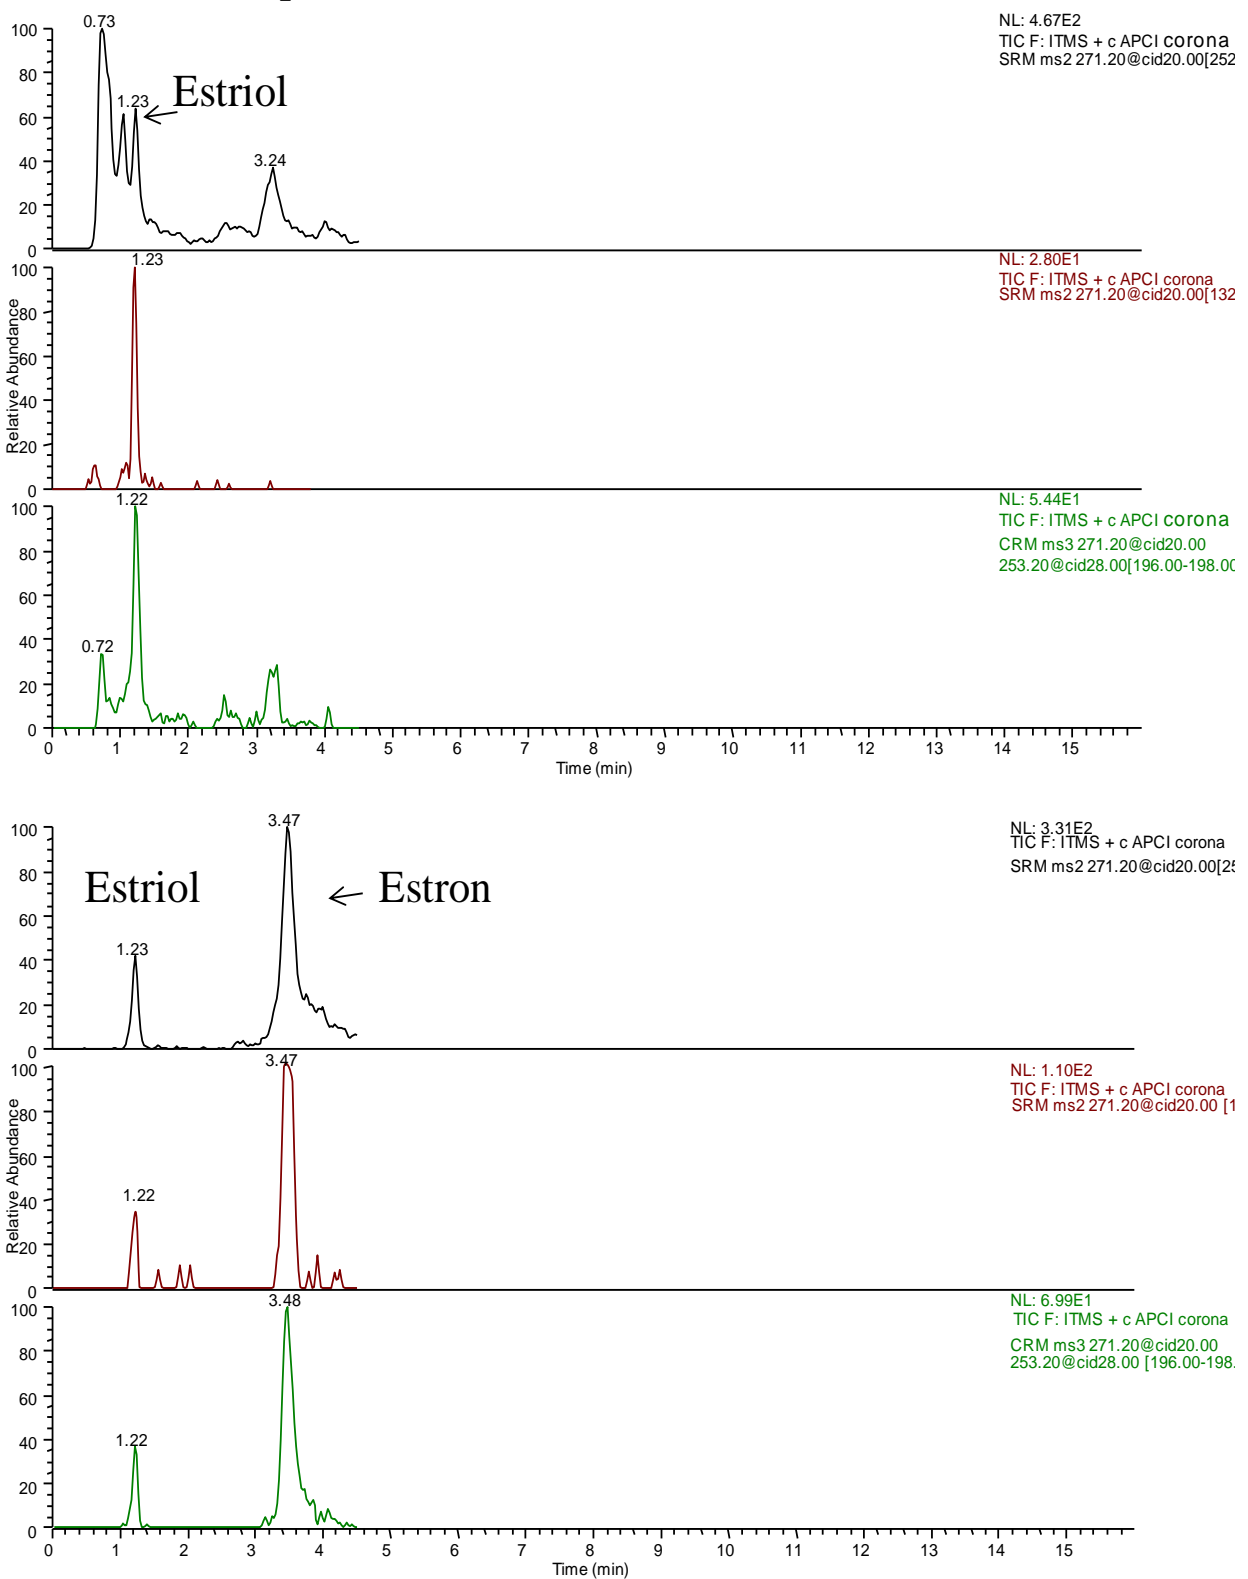 0.73
NL: 4.67E2
TIC F: ITMS + c APCI corona
SRM ms2 271.20@cid20.00[252
100
80
60
40
20
0
1.23
Estriol
3.24
1.23
NL: 2.80E1
TIC F: ITMS + c APCI corona
SRM ms2 271.20@cid20.00[132
100
80
60
40
20
0
Relative Abundance
1.22
NL: 5.44E1
TIC F: ITMS + c APCI corona
CRM ms3 271.20@cid20.00
253.20@cid28.00[196.00-198.00
100
80
60
40
20
0
0.72
0 1 2 3 4 5 6 7 8 9 10 11 12 13 14 15
Time (min)
3.47
NL: 3.31E2
TIC F: ITMS + c APCI corona
SRM ms2 271.20@cid20.00[25
100
80
60
40
20
0
Estriol
Estron
1.23
3.47
NL: 1.10E2
TIC F: ITMS + c APCI corona
SRM ms2 271.20@cid20.00 [1
100
80
60
40
20
0
Relative Abundance
1.22
3.48
NL: 6.99E1
TIC F: ITMS + c APCI corona
CRM ms3 271.20@cid20.00
253.20@cid28.00 [196.00-198.
100
80
60
40
20
0
1.22
0 1 2 3 4 5 6 7 8 9 10 11 12 13 14 15
Time (min)